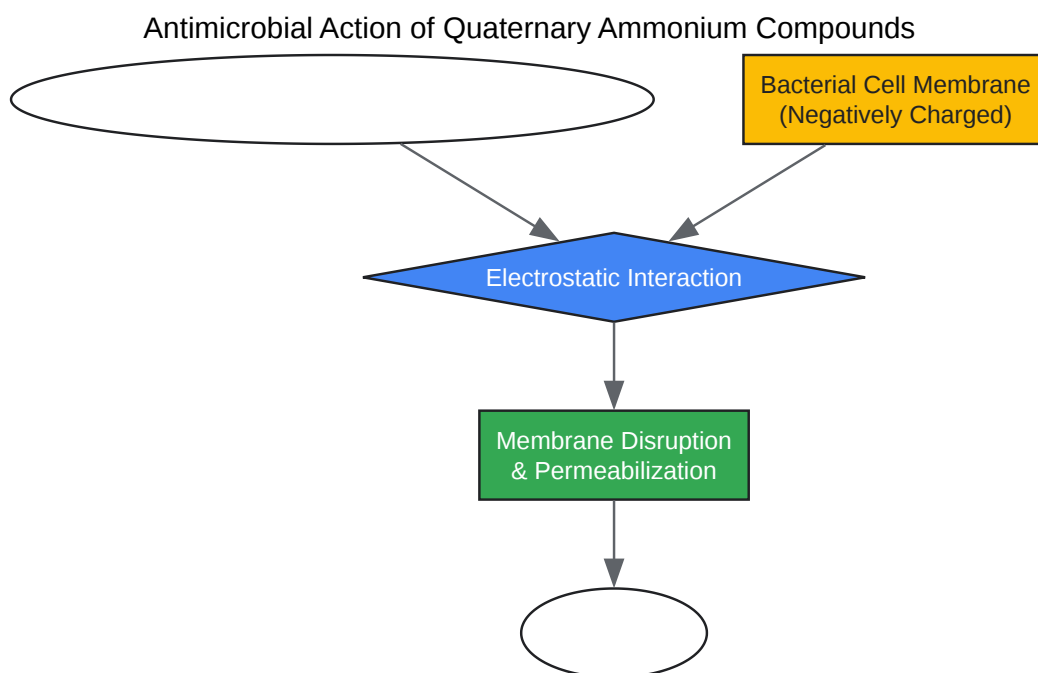 Antimicrobial Action of Quaternary Ammonium Compounds
Bacterial Cell Membrane
(Negatively Charged)
Electrostatic Interaction
Membrane Disruption
& Permeabilization